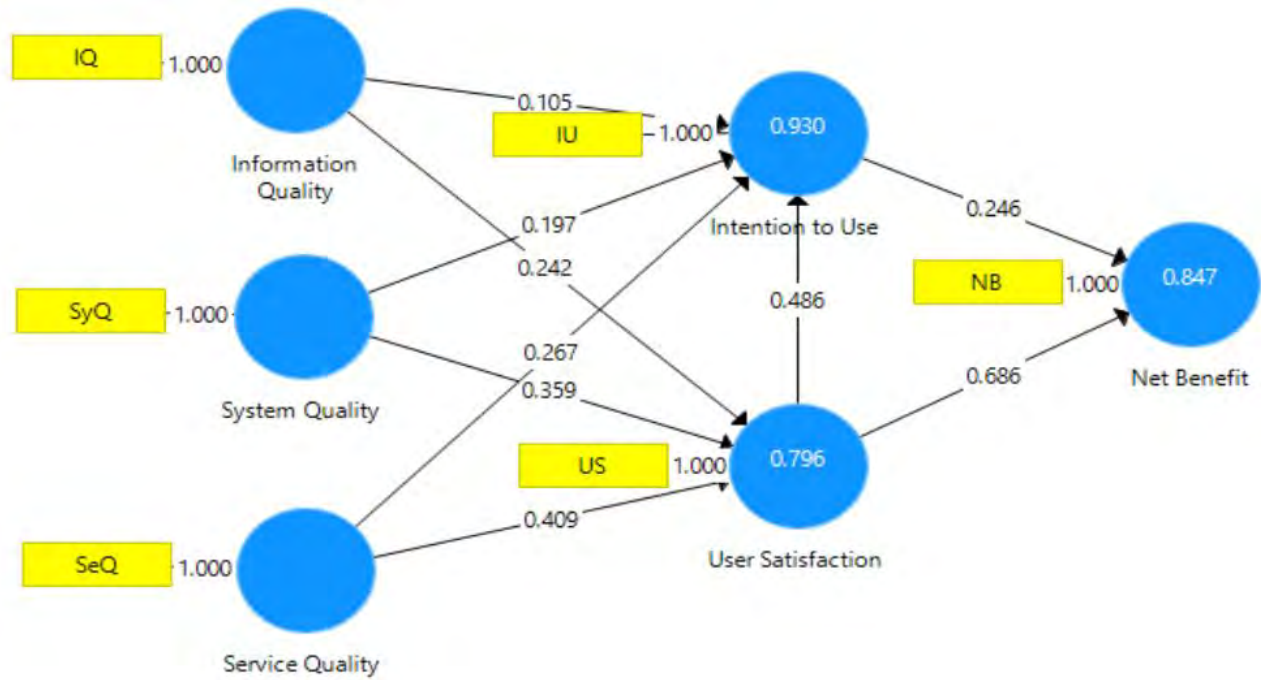 IQ
1.000
Information
Quality
0.105
IU
1.000
0.930
Intention to Use
0.197
0.242
0.246
SyQ
1.000
System Quality
0.486
NB
1.000
0.847
Net Benefit
0.267
0.359
0.686
US
1.000
0.796
User Satisfaction
0.409
SeQ
1.000
Service Quality